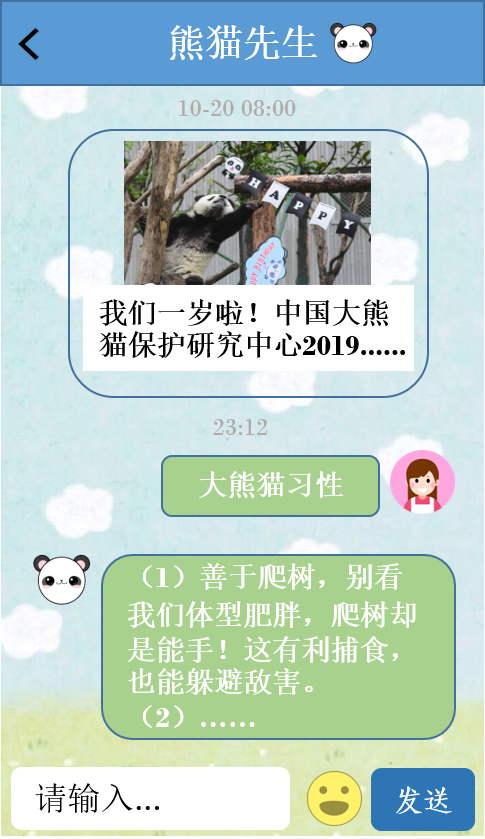 熊猫先生
10-20 08:00
HAPPY
HAPPY BIRTHDAY
我们一岁啦！中国大熊
猫保护研究中心2019......
23:12
大熊猫习性
（1）善于爬树，别看
我们体型肥胖，爬树却
是能手！这有利捕食，
也能躲避敌害。
（2）......
请输入...
发送